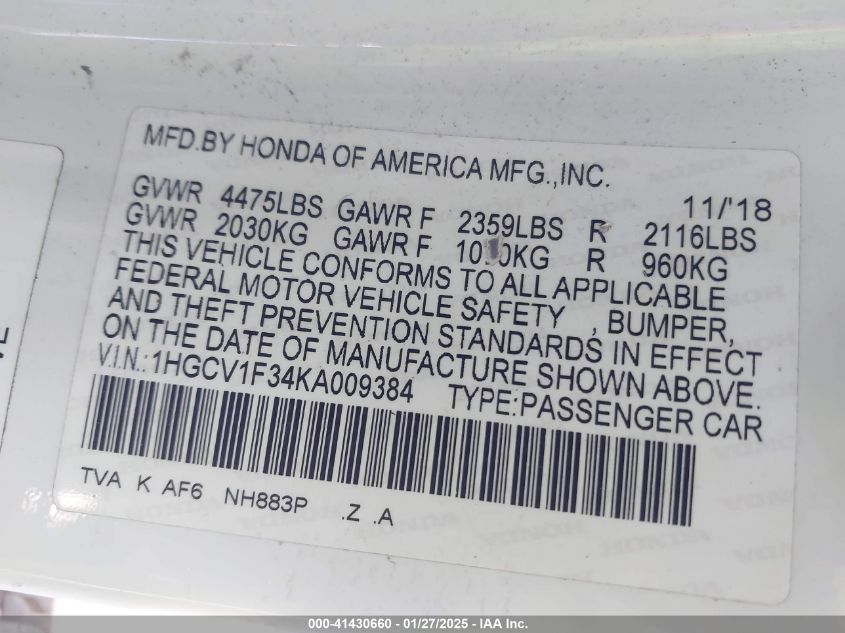 MFD.BY HONDA OF AMERICA MFG.,INC.
11/'18
GVWR 4475LBS GAWR F 2359LBS R 2116LBS
GVWR 2030KG GAWR F KG R 960KG
THIS VEHICLE CONFORMS TO ALL APPLICABLE
FEDERAL MOTOR VEHICLE SAFETY , BUMPER,
AND THEFT PREVENTION STANDARDS IN EFFECT
ON THE DATE OF MANUFACTURE SHOWN ABOVE.
V.I.N.:1HGCV1F34KA009384 TYPE:PASSENGER CAR
TVA K AF6 NH883P .Z .A
000-41430660 - 01/27/2025 - IAA Inc.